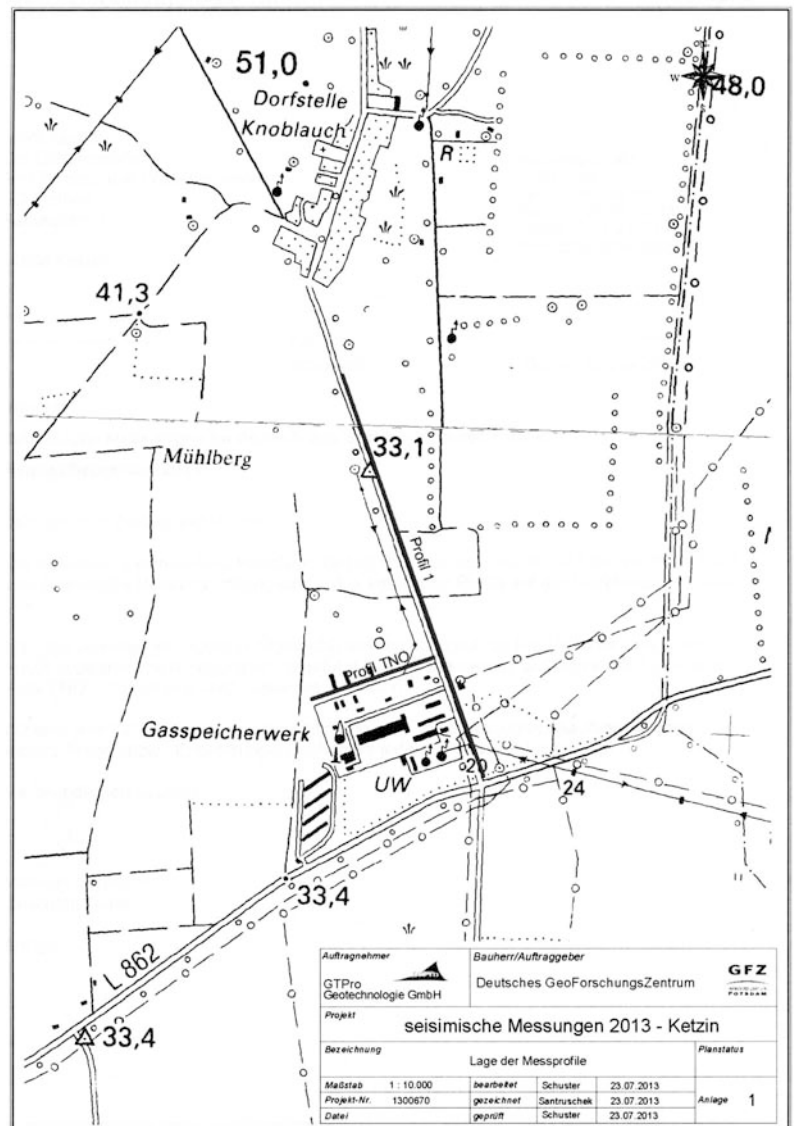 51,0
48,0
W
Dorfstelle
Knoblauch
R
41,3
33,1
Mühlberg
Profil 1
Profil TNO
Gasspeicherwerk
UW
20
24
33,4
L 862
33,4
Auftragnehmer
GTPro
Geotechnologie GmbH
Bauherr/Auftraggeber
Deutsches GeoForschungsZentrum
GFZ
POTSDAM
Projekt
seisimische Messungen 2013 - Ketzin
Bezeichnung
Lage der Messprofile
Planstatus
Maßstab 1 : 10.000 bearbeitet Schuster 23.07.2013
Projekt-Nr. 1300670 gezeichnet Santruschek 23.07.2013 Anlage 1
Datei geprüft Schuster 23.07.2013